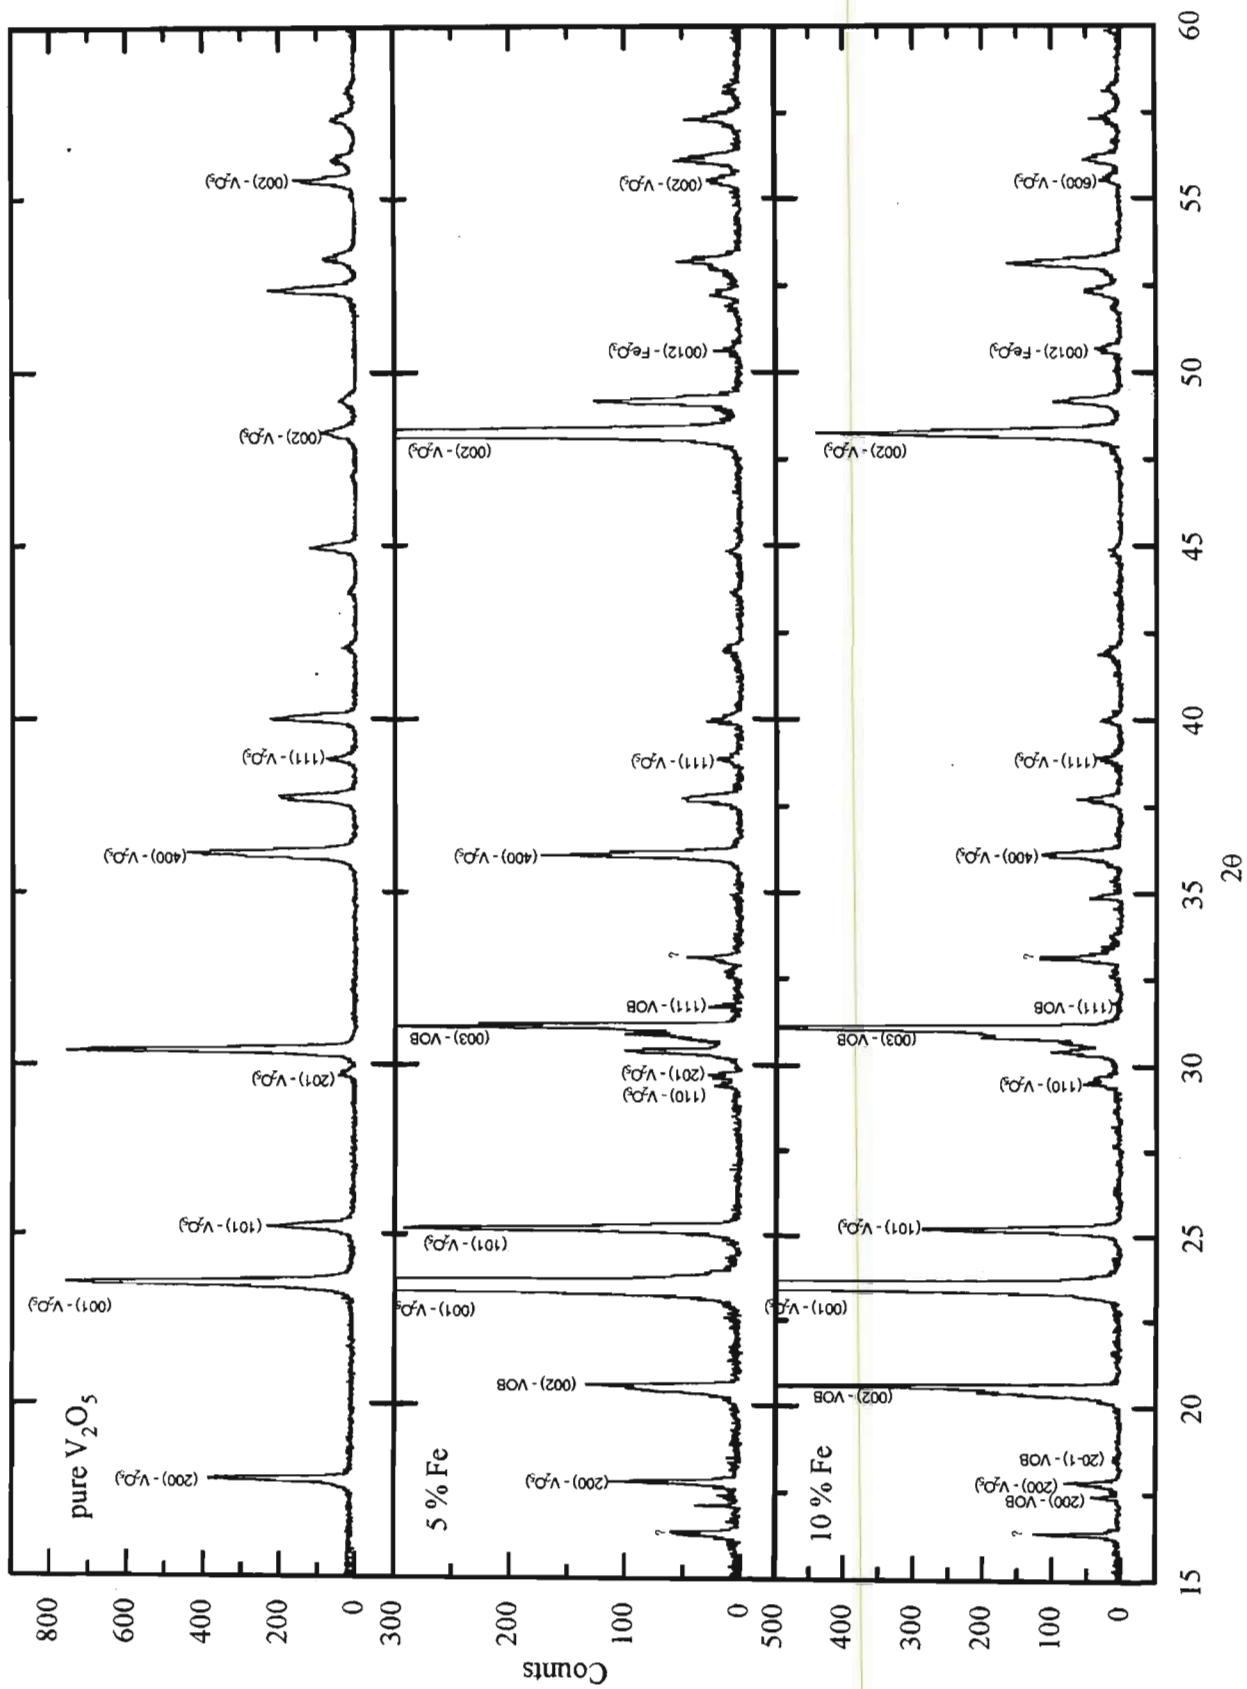 pure V₂O₅
(200) - V₂O₅)
(001) - V₂O₅)
(101) - V₂O₅)
(201) - V₂O₅)
(400) - V₂O₅)
(111) - V₂O₅)
(002) - V₂O₅)
(002) - V₂O₅)
800
600
400
200
0
5 % Fe
?
(200) - V₂O₅)
(002) - VOB
(001) - V₂O₅
(101) - V₂O₅)
(110) - V₂O₅)
(201) - V₂O₅)
(003) - VOB
(111) - VOB
?
(400) - V₂O₅)
(111) - V₂O₅)
(002) - V₂O₅)
(0012) - Fe₂O₃)
(002) - V₂O₅)
300
200
100
0
10 % Fe
?
(200) - VOB
(200) - V₂O₅)
(20-1) - VOB
(002) - VOB
(001) - V₂O₅)
(101) - V₂O₅)
(110) - V₂O₅)
(003) - VOB
(111) - VOB
?
(400) - V₂O₅)
(111) - V₂O₅)
(002) - V₂O₅)
(0012) - Fe₂O₃)
(600) - V₂O₅)
500
400
300
200
100
0
Counts
15 20 25 30 35 40 45 50 55 60
2θ